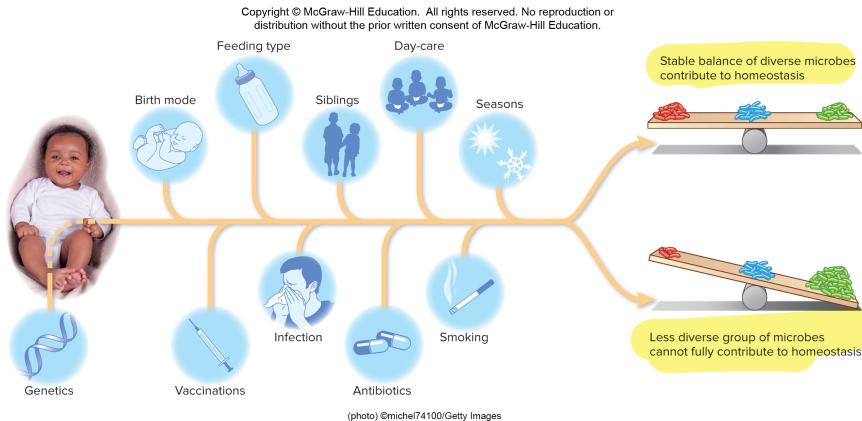 Copyright © McGraw-Hill Education.  All rights reserved. No reproduction or
distribution without the prior written consent of McGraw-Hill Education.
Feeding type
Day-care
Birth mode
Siblings
Seasons
Stable balance of diverse microbes
contribute to homeostasis
Genetics
Vaccinations
Infection
Antibiotics
Smoking
Less diverse group of microbes
cannot fully contribute to homeostasis
(photo) ©michel74100/Getty Images